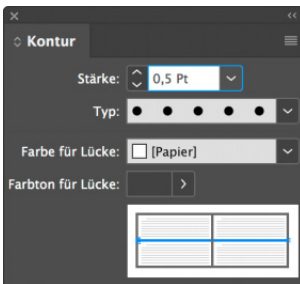 Kontur
Stärke: 0,5 Pt
Typ:
Farbe für Lücke: [Papier]
Farbton für Lücke: